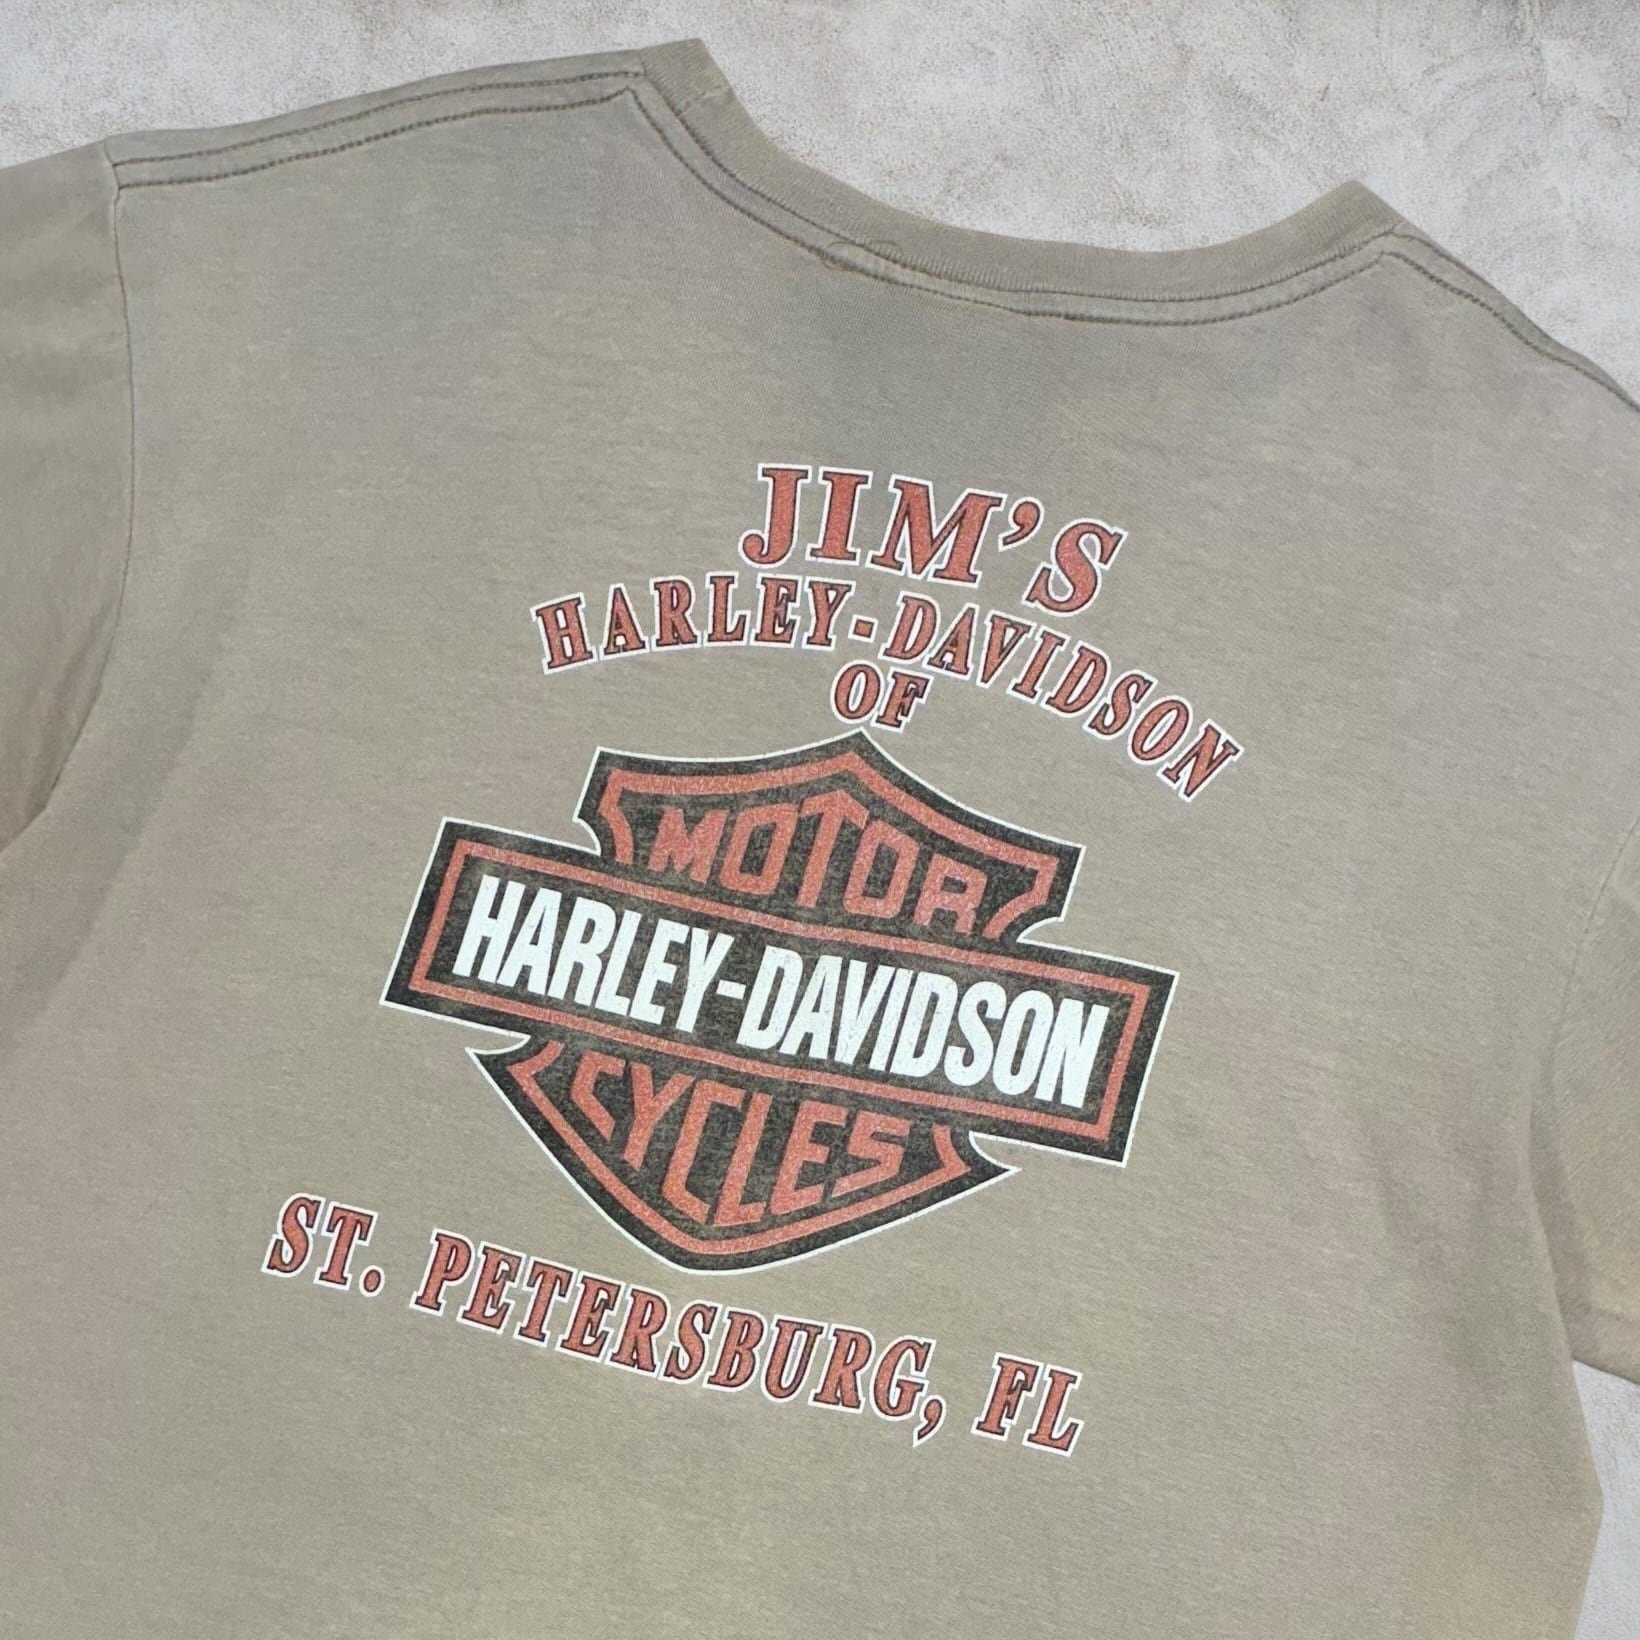 JIM'S
HARLEY-DAVIDSON
OF
MOTOR
HARLEY-DAVIDSON
CYCLES
ST. PETERSBURG, FL